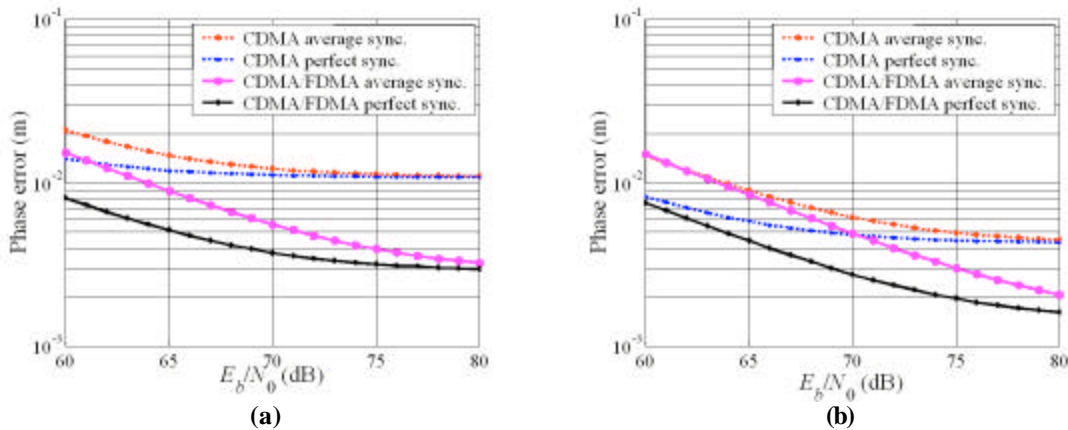 10⁻¹
CDMA average sync.
CDMA perfect sync.
CDMA/FDMA average sync.
CDMA/FDMA perfect sync.
Phase error (m)
10⁻²
10⁻³
60 65 70 75 80
E_b/N_0 (dB)
(a)
10⁻¹
CDMA average sync.
CDMA perfect sync.
CDMA/FDMA average sync.
CDMA/FDMA perfect sync.
Phase error (m)
10⁻²
10⁻³
60 65 70 75 80
E_b/N_0 (dB)
(b)